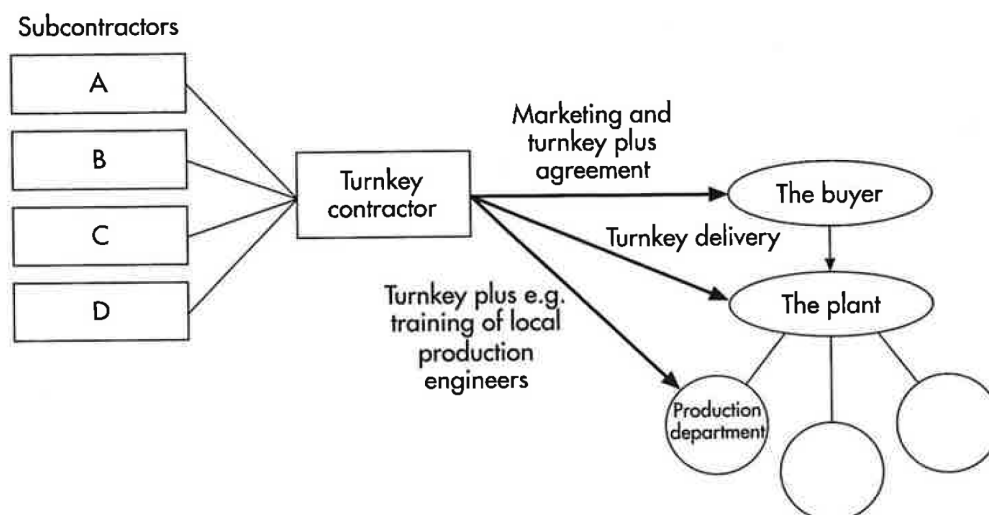 Subcontractors
A
B
C
D
Turnkey
contractor
Marketing and
turnkey plus
agreement
The buyer
Turnkey delivery
The plant
Turnkey plus e.g.
training of local
production
engineers
Production
department